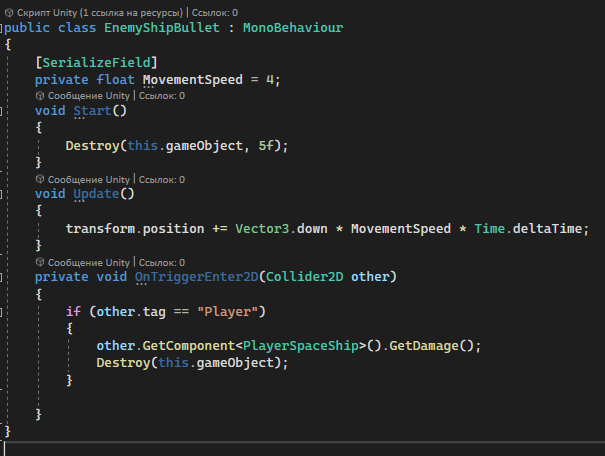 Скрипт Unity (1 ссылка на ресурсы) | Ссылок: 0
public class EnemyShipBullet : MonoBehaviour
{
[SerializeField]
private float MovementSpeed = 4;
Сообщение Unity | Ссылок: 0
void Start()
{
Destroy(this.gameObject, 5f);
}
Сообщение Unity | Ссылок: 0
void Update()
{
transform.position += Vector3.down * MovementSpeed * Time.deltaTime;
}
Сообщение Unity | Ссылок: 0
private void OnTriggerEnter2D(Collider2D other)
{
if (other.tag == "Player")
{
other.GetComponent<PlayerSpaceShip>().GetDamage();
Destroy(this.gameObject);
}
}
}